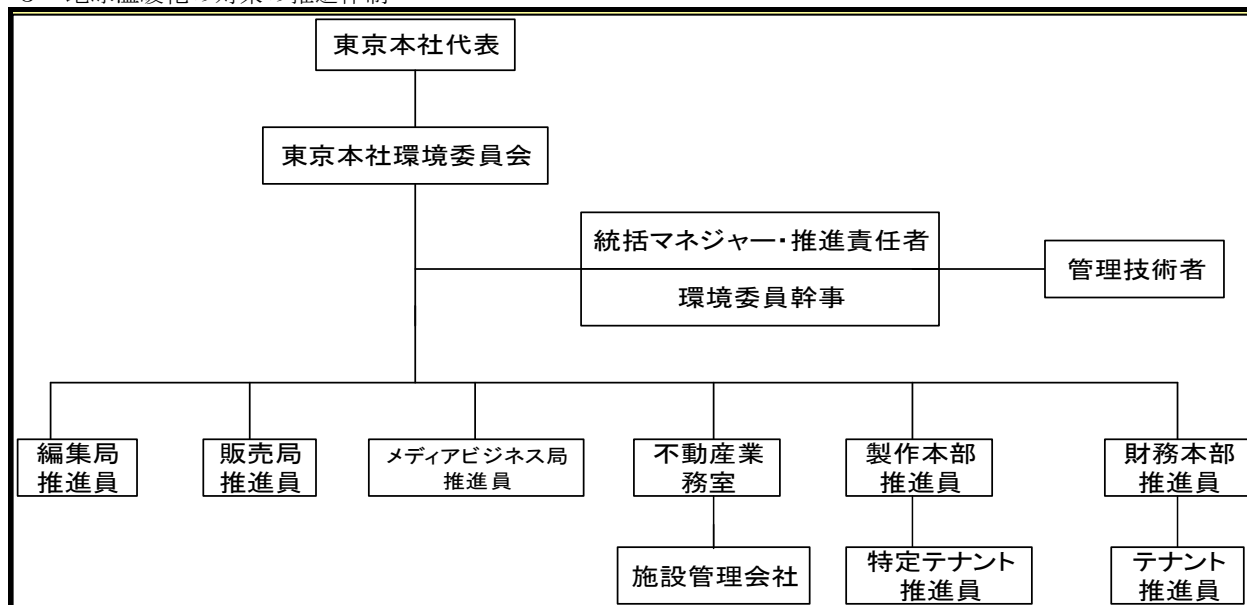 東京本社代表
東京本社環境委員会
統括マネジャー・推進責任者
環境委員幹事
管理技術者
編集局
推進員
販売局
推進員
メディアビジネス局
推進員
不動産業
務室
製作本部
推進員
財務本部
推進員
施設管理会社
特定テナント
推進員
テナント
推進員